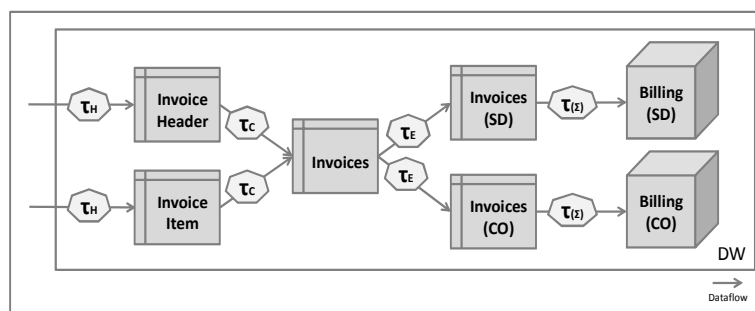 τH
Invoice
Header
τC
τE
Invoices
(SD)
τ(Σ)
Billing
(SD)
Invoices
τH
Invoice
Item
τC
τE
Invoices
(CO)
τ(Σ)
Billing
(CO)
DW
Dataflow